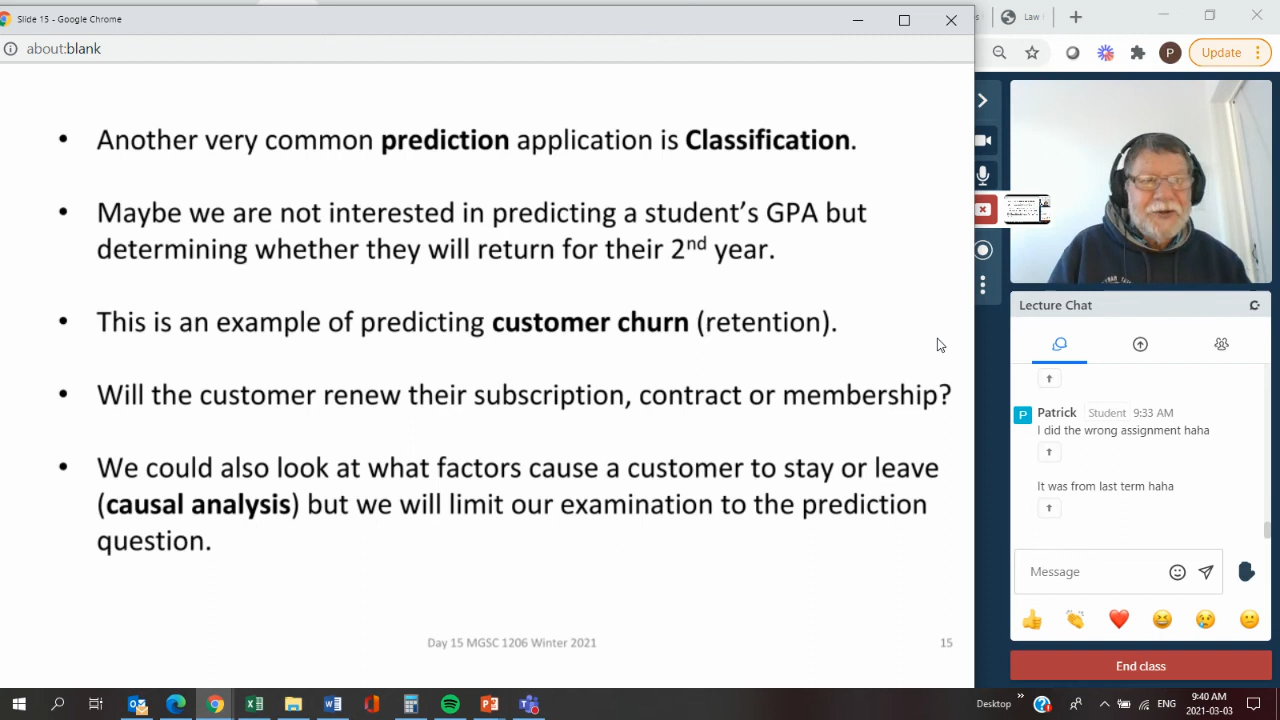 Slide 15 - Google Chrome
about:blank
Law
P
Update
• Another very common prediction application is Classification.
• Maybe we are not interested in predicting a student's GPA but
determining whether they will return for their 2nd year.
• This is an example of predicting customer churn (retention).
• Will the customer renew their subscription, contract or membership?
• We could also look at what factors cause a customer to stay or leave
(causal analysis) but we will limit our examination to the prediction
question.
Day 15 MGSC 1206 Winter 2021
15
Lecture Chat
P
Patrick Student 9:33 AM
I did the wrong assignment haha
It was from last term haha
Message
End class
Desktop
ENG
9:40 AM
2021-03-03